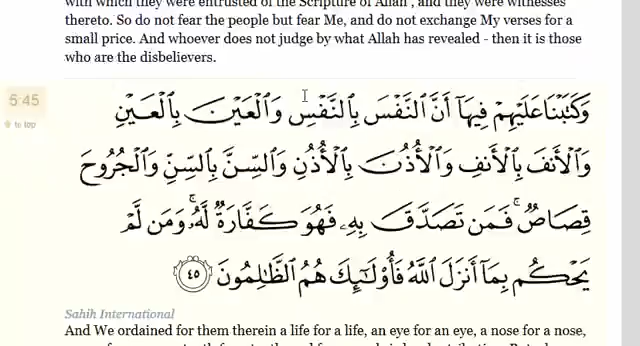 with which they were entrusted of the Scripture of Allah , and they were witnesses
thereto. So do not fear the people but fear Me, and do not exchange My verses for a
small price. And whoever does not judge by what Allah has revealed - then it is those
who are the disbelievers.
5:45
to top
وَكَتَبْنَا عَلَيْهِمْ فِيهَآ أَنَّ ٱلنَّفْسَ بِٱلنَّفْسِ وَٱلْعَيْنَ بِٱلْعَيْنِ
وَٱلْأَنفَ بِٱلْأَنفِ وَٱلْأُذُنَ بِٱلْأُذُنِ وَٱلسِّنَّ بِٱلسِّنِّ وَٱلْجُرُوحَ
قِصَاصٌ ۚ فَمَن تَصَدَّقَ بِهِۦ فَهُوَ كَفَّارَةٌ لَّهُۥ ۚ وَمَن لَّمْ
يَحْكُم بِمَآ أَنزَلَ ٱللَّهُ فَأُو۟لَـٰٓئِكَ هُمُ ٱلظَّـٰلِمُونَ ٤٥
Sahih International
And We ordained for them therein a life for a life, an eye for an eye, a nose for a nose,